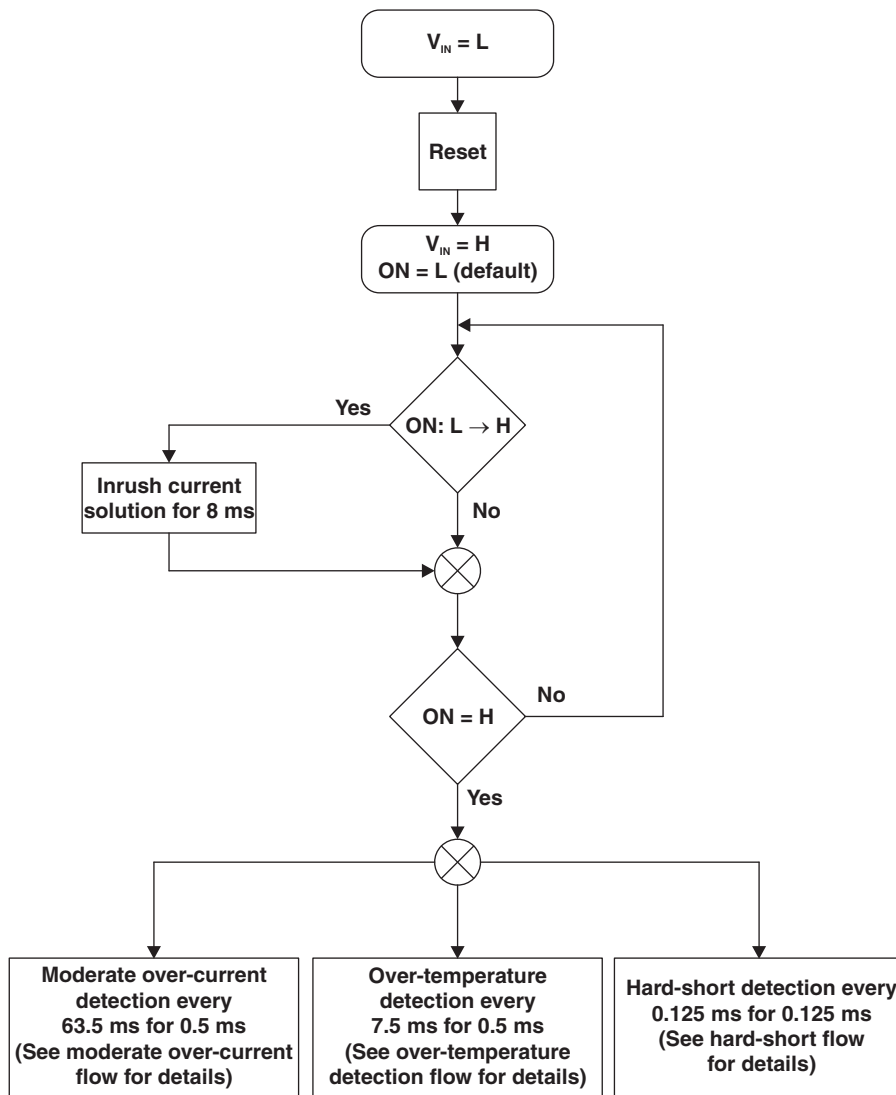 V_IN = L
Reset
V_IN = H
ON = L (default)
Yes
ON: L → H
Inrush current
solution for 8 ms
No
No
ON = H
Yes
Moderate over-current
detection every
63.5 ms for 0.5 ms
(See moderate over-current
flow for details)
Over-temperature
detection every
7.5 ms for 0.5 ms
(See over-temperature
detection flow for details)
Hard-short detection every
0.125 ms for 0.125 ms
(See hard-short flow
for details)